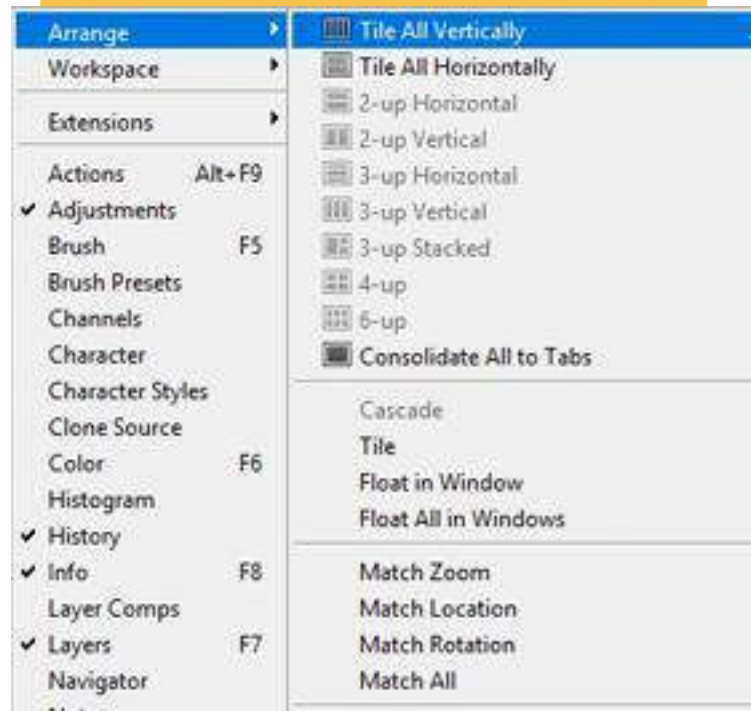 Arrange
Workspace
Extensions
Actions Alt+F9
Adjustments
Brush F5
Brush Presets
Channels
Character
Character Styles
Clone Source
Color F6
Histogram
History
Info F8
Layer Comps
Layers F7
Navigator
Tile All Vertically
Tile All Horizontally
2-up Horizontal
2-up Vertical
3-up Horizontal
3-up Vertical
3-up Stacked
4-up
6-up
Consolidate All to Tabs
Cascade
Tile
Float in Window
Float All in Windows
Match Zoom
Match Location
Match Rotation
Match All